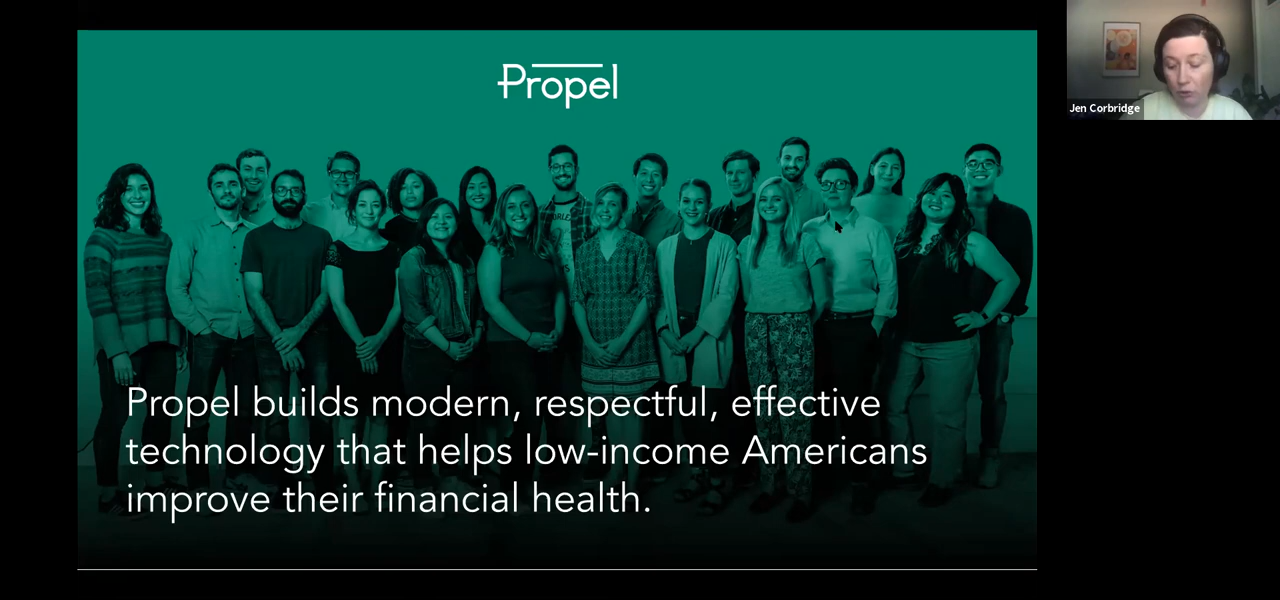 Propel
Jen Corbridge
Propel builds modern, respectful, effective
technology that helps low-income Americans
improve their financial health.